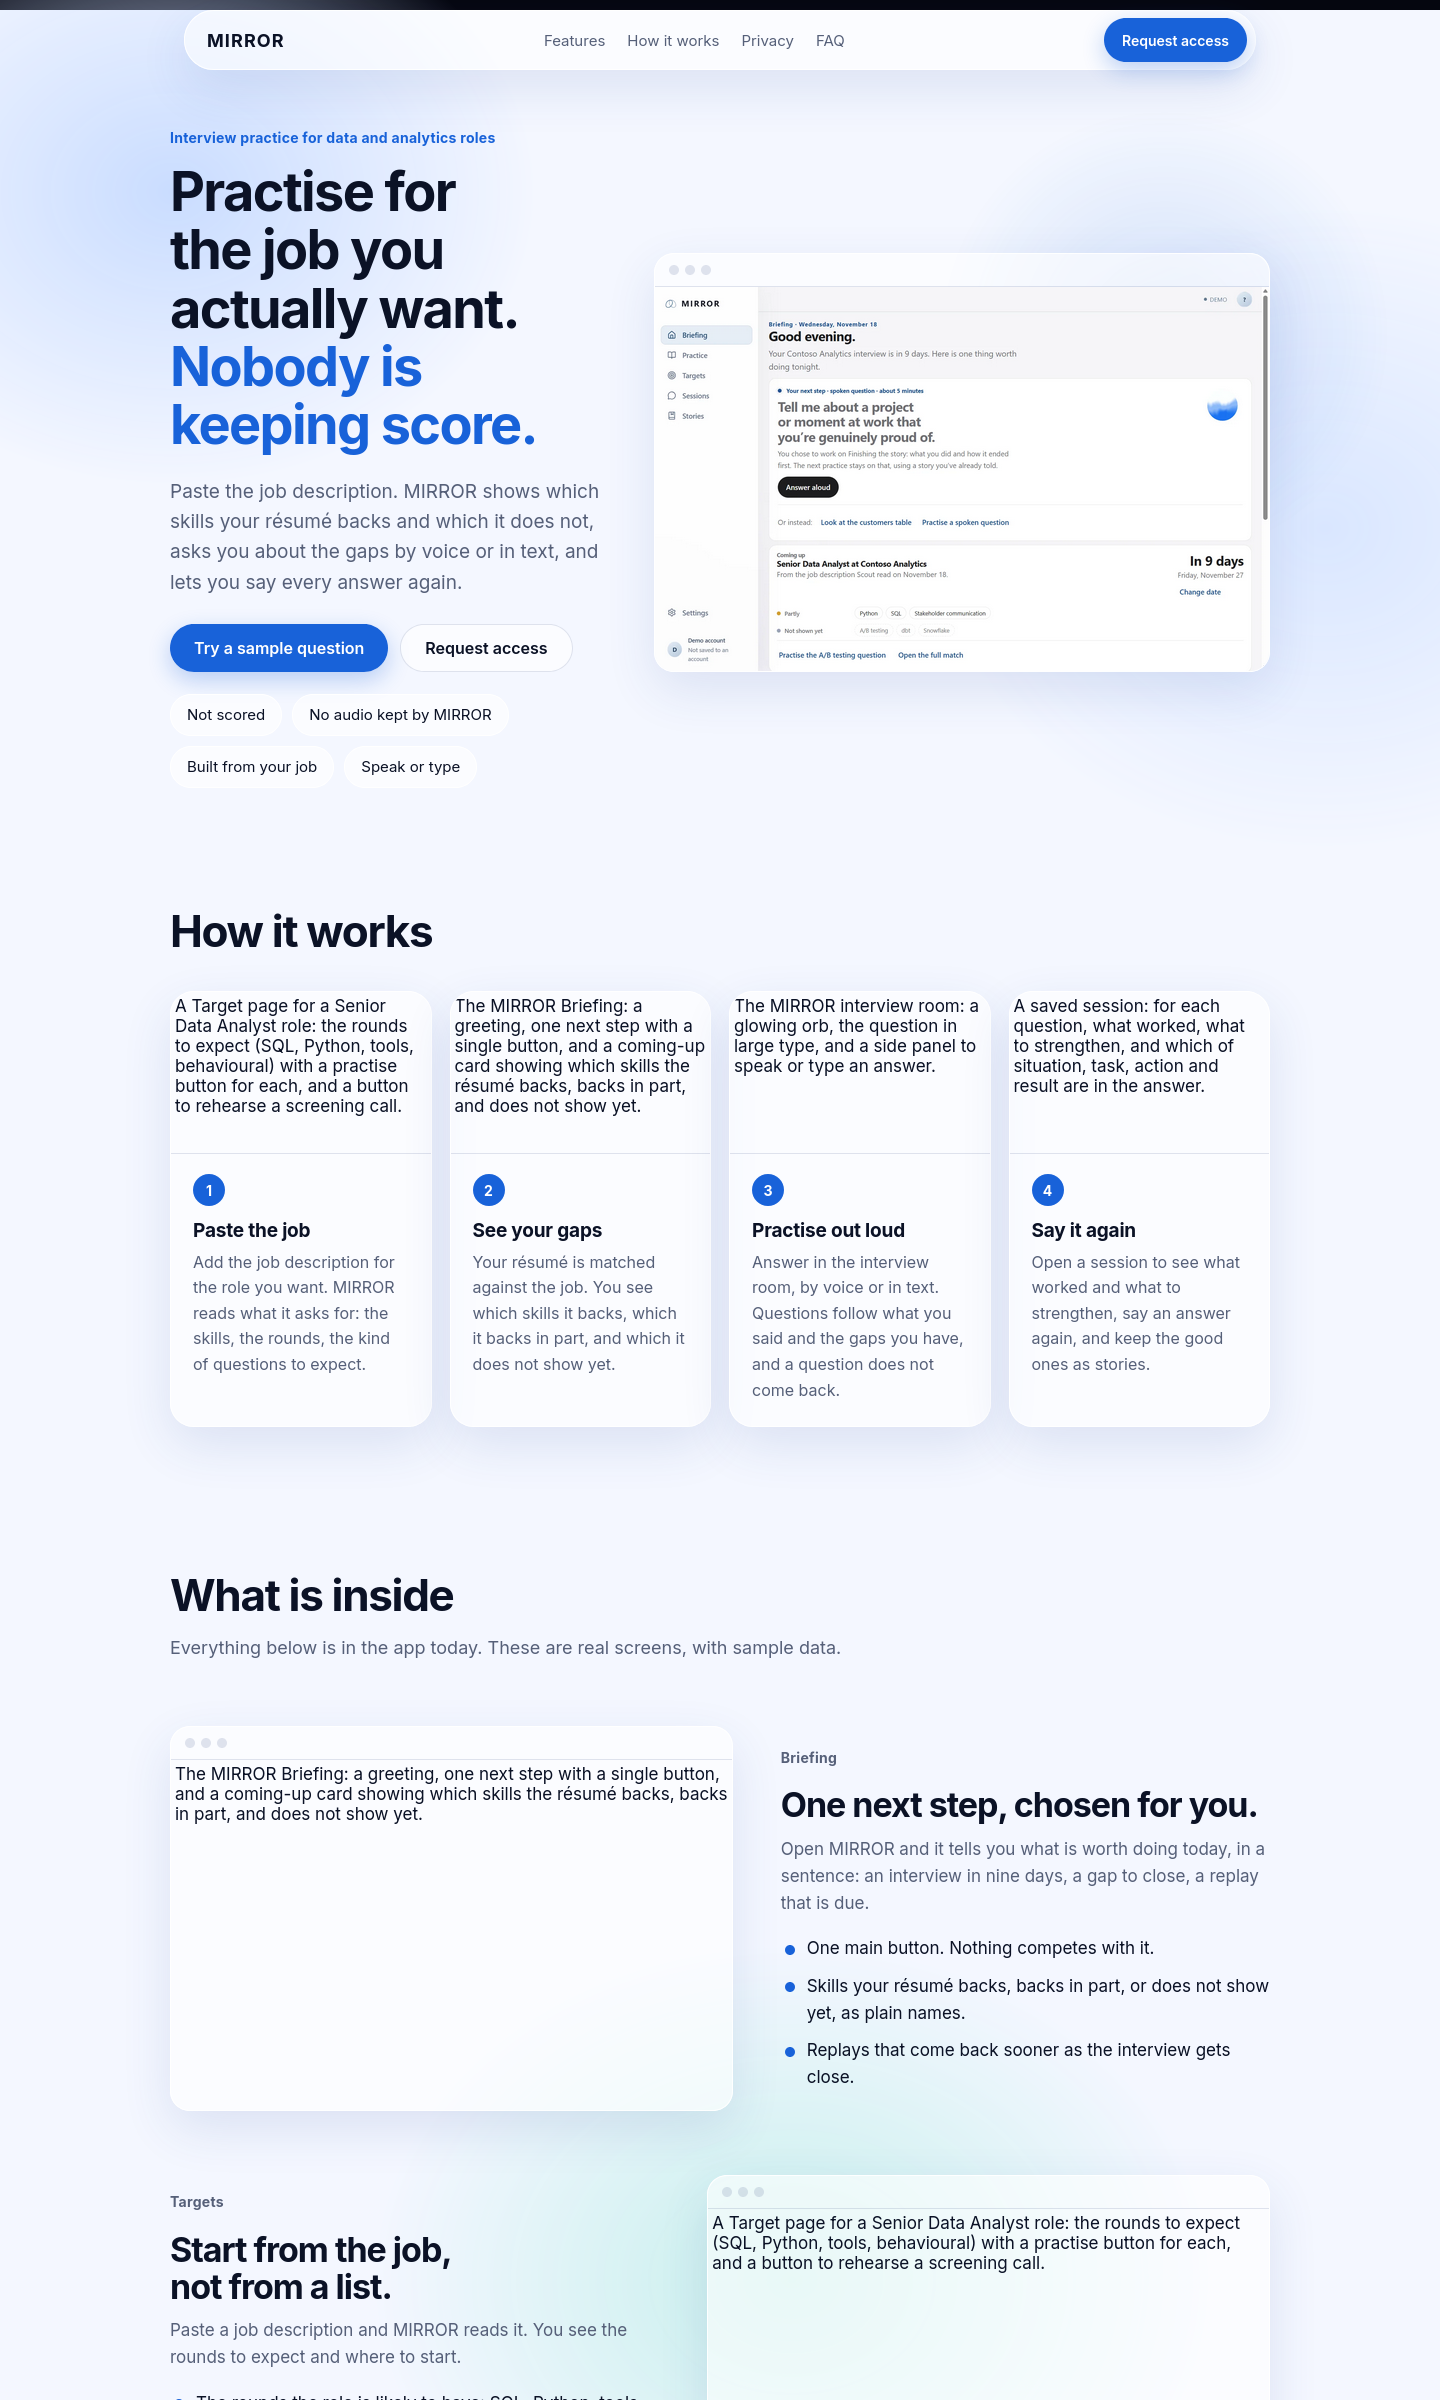 MIRROR
Features How it works Privacy FAQ
Request access
Interview practice for data and analytics roles
Practise for
the job you
actually want.
Nobody is
keeping score.
Paste the job description. MIRROR shows which
skills your résumé backs and which it does not,
asks you about the gaps by voice or in text, and
lets you say every answer again.
Try a sample question
Request access
Not scored
No audio kept by MIRROR
Built from your job
Speak or type
MIRROR
DEMO
?
Briefing
Practice
Targets
Sessions
Stories
Settings
D
Demo account
Not saved to an
account
Briefing - Wednesday, November 18
Good evening.
Your Contoso Analytics interview is in 9 days. Here is one thing worth
doing tonight.
Your next step - spoken question - about 5 minutes
Tell me about a project
or moment at work that
you're genuinely proud of.
You chose to work on Finishing the story: what you did and how it ended
first. The next practice stays on that, using a story you've already told.
Answer aloud
Or instead: Look at the customers table Practise a spoken question
Coming up
Senior Data Analyst at Contoso Analytics
From the job description Scout read on November 18.
In 9 days
Friday, November 27
Change date
Partly Python SQL Stakeholder communication
Not shown yet A/B testing dbt Snowflake
Practise the A/B testing question Open the full match
How it works
A Target page for a Senior
Data Analyst role: the rounds
to expect (SQL, Python, tools,
behavioural) with a practise
button for each, and a button
to rehearse a screening call.
1
Paste the job
Add the job description for
the role you want. MIRROR
reads what it asks for: the
skills, the rounds, the kind
of questions to expect.
The MIRROR Briefing: a
greeting, one next step with a
single button, and a coming-up
card showing which skills the
résumé backs, backs in part,
and does not show yet.
2
See your gaps
Your résumé is matched
against the job. You see
which skills it backs, which
it backs in part, and which it
does not show yet.
The MIRROR interview room: a
glowing orb, the question in
large type, and a side panel to
speak or type an answer.
3
Practise out loud
Answer in the interview
room, by voice or in text.
Questions follow what you
said and the gaps you have,
and a question does not
come back.
A saved session: for each
question, what worked, what
to strengthen, and which of
situation, task, action and
result are in the answer.
4
Say it again
Open a session to see what
worked and what to
strengthen, say an answer
again, and keep the good
ones as stories.
What is inside
Everything below is in the app today. These are real screens, with sample data.
The MIRROR Briefing: a greeting, one next step with a single button,
and a coming-up card showing which skills the résumé backs, backs
in part, and does not show yet.
Briefing
One next step, chosen for you.
Open MIRROR and it tells you what is worth doing today, in a
sentence: an interview in nine days, a gap to close, a replay
that is due.
One main button. Nothing competes with it.
Skills your résumé backs, backs in part, or does not show
yet, as plain names.
Replays that come back sooner as the interview gets
close.
Targets
Start from the job,
not from a list.
Paste a job description and MIRROR reads it. You see the
rounds to expect and where to start.
The rounds the role is likely to have: SQL, Python, tools,
A Target page for a Senior Data Analyst role: the rounds to expect
(SQL, Python, tools, behavioural) with a practise button for each,
and a button to rehearse a screening call.